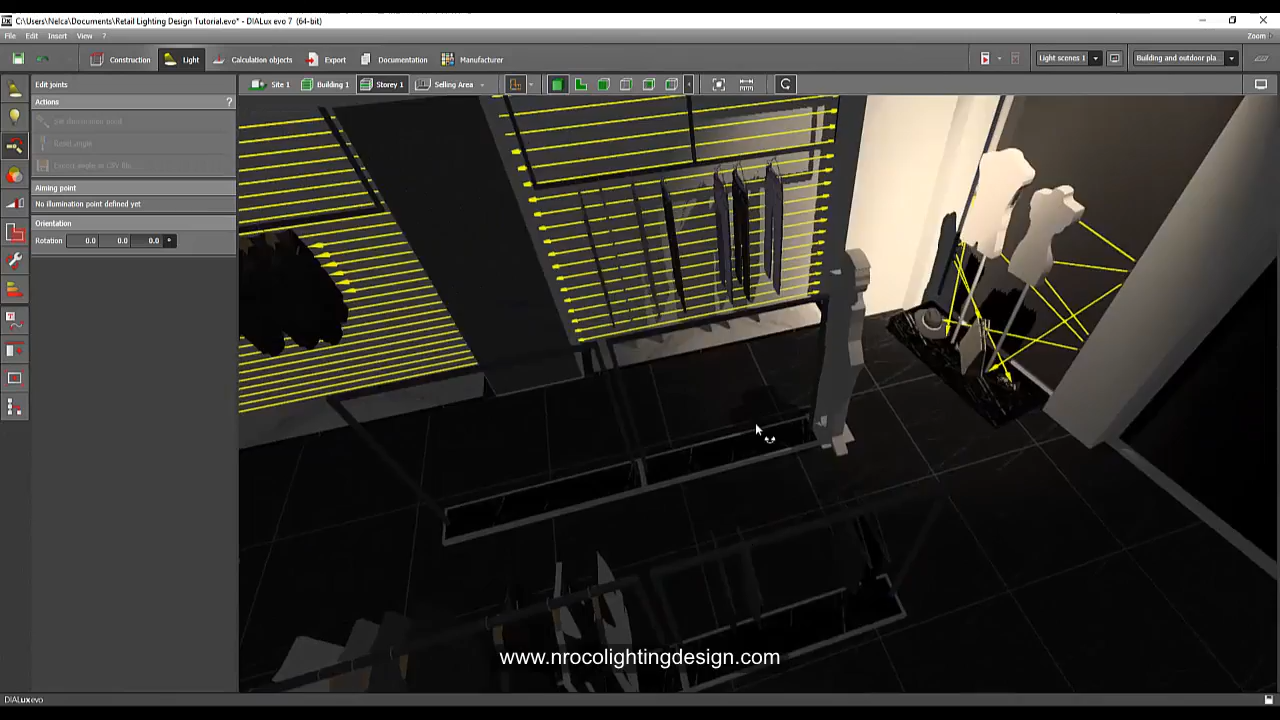 C:\Users\Nelca\Documents\Retail Lighting Design Tutorial.evo* - DIALux evo 7 (64-bit)
File Edit Insert View ? Zoom
Construction Light Calculation objects Export Documentation Manufacturer Light scenes 1 Building and outdoor pla...
Edit joints Site 1 Building 1 Storey 1 Selling Area
Actions ?
Aiming point
No illumination point defined yet
Orientation
Rotation 0.0 0.0 0.0 °
www.nrocolightingdesign.com
DIALux evo